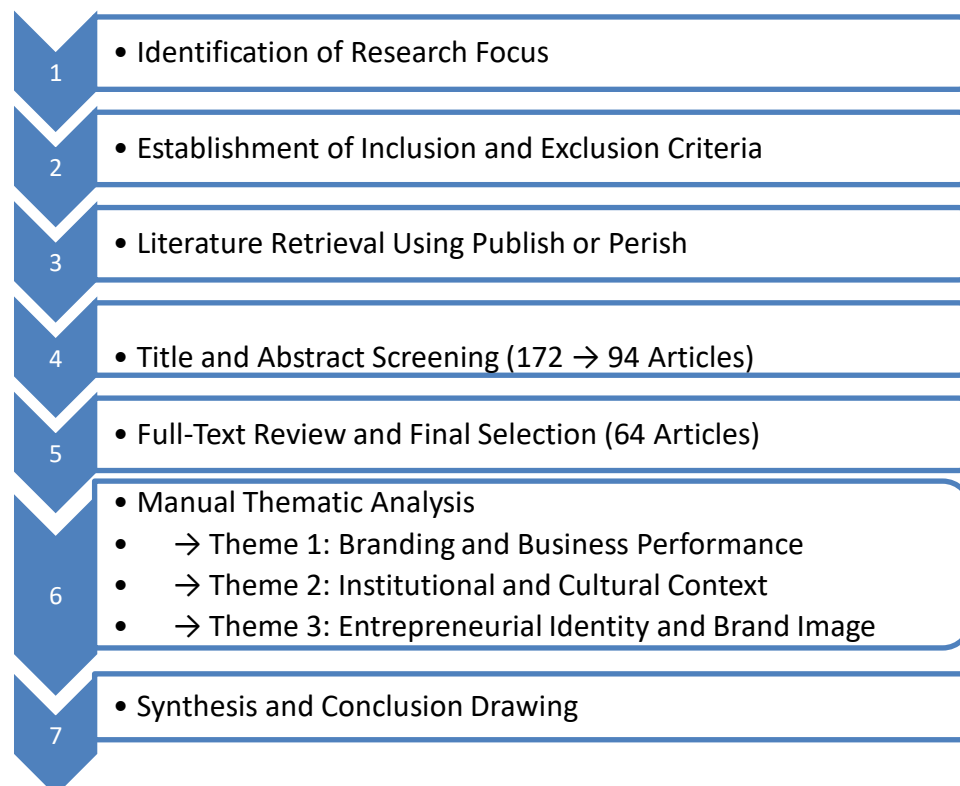 1
• Identification of Research Focus
2
• Establishment of Inclusion and Exclusion Criteria
3
• Literature Retrieval Using Publish or Perish
4
• Title and Abstract Screening (172 → 94 Articles)
5
• Full-Text Review and Final Selection (64 Articles)
6
• Manual Thematic Analysis
• → Theme 1: Branding and Business Performance
• → Theme 2: Institutional and Cultural Context
• → Theme 3: Entrepreneurial Identity and Brand Image
7
• Synthesis and Conclusion Drawing